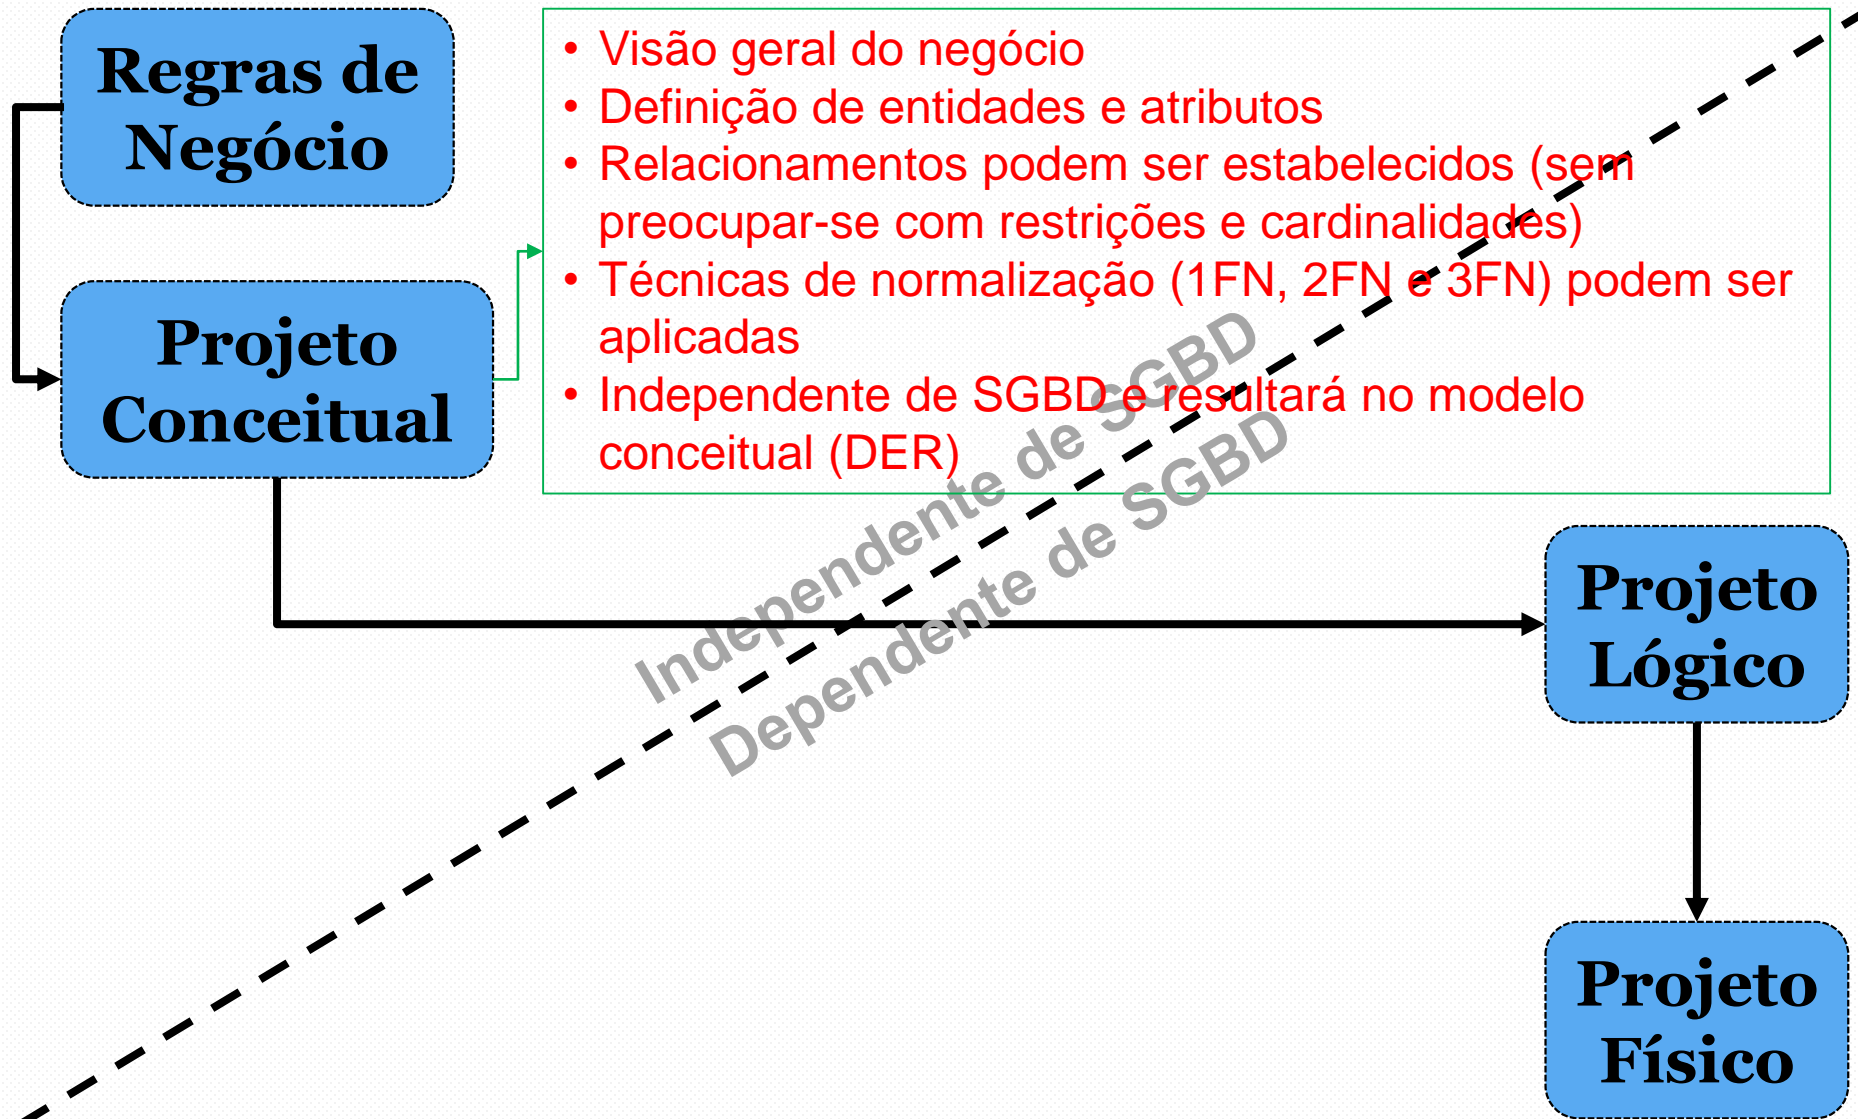 Regras de
Negócio
• Visão geral do negócio
• Definição de entidades e atributos
• Relacionamentos podem ser estabelecidos (sem
preocupar-se com restrições e cardinalidades)
• Técnicas de normalização (1FN, 2FN e 3FN) podem ser
aplicadas
• Independente de SGBD e resultará no modelo
conceitual (DER)
Projeto
Conceitual
Independente de SGBD
Dependente de SGBD
Projeto
Lógico
Projeto
Físico